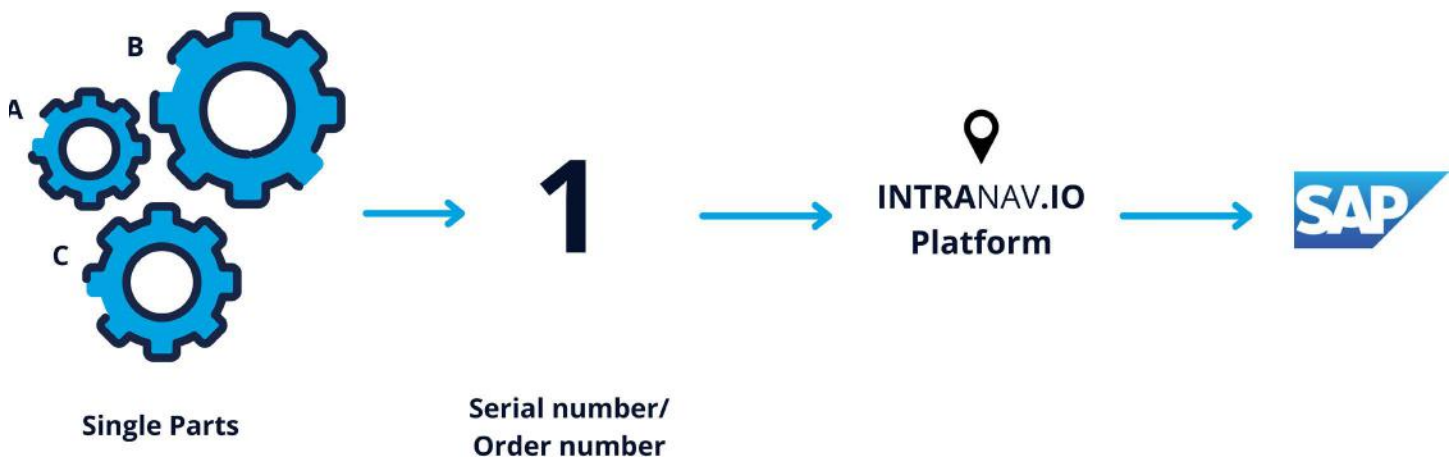 B
A
C
1
INTRANAV.IO
Platform
SAP
Single Parts
Serial number/
Order number